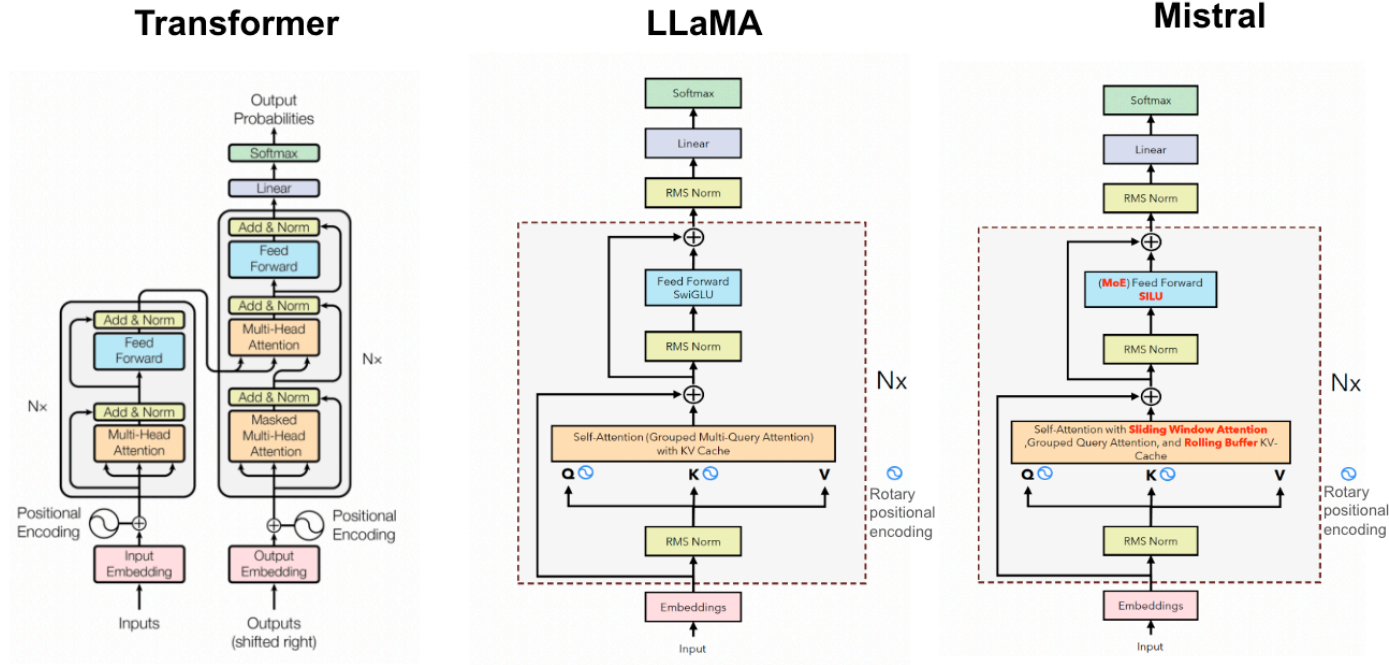 Transformer
Output
Probabilities
Softmax
Linear
Add & Norm
Feed
Forward
Add & Norm
Multi-Head
Attention
Add & Norm
Masked
Multi-Head
Attention
Nx
Add & Norm
Feed
Forward
Add & Norm
Multi-Head
Attention
Nx
Positional
Encoding
Positional
Encoding
Input
Embedding
Output
Embedding
Inputs
Outputs
(shifted right)
LLaMA
Softmax
Linear
RMS Norm
Feed Forward
SwiGLU
RMS Norm
Nx
Self-Attention (Grouped Multi-Query Attention)
with KV Cache
Q
K
V
Rotary
positional
encoding
RMS Norm
Embeddings
Input
Mistral
Softmax
Linear
RMS Norm
(MoE) Feed Forward
SILU
RMS Norm
Nx
Self-Attention with Sliding Window Attention
,Grouped Query Attention, and Rolling Buffer KV-
Cache
Q
K
V
Rotary
positional
encoding
RMS Norm
Embeddings
Input